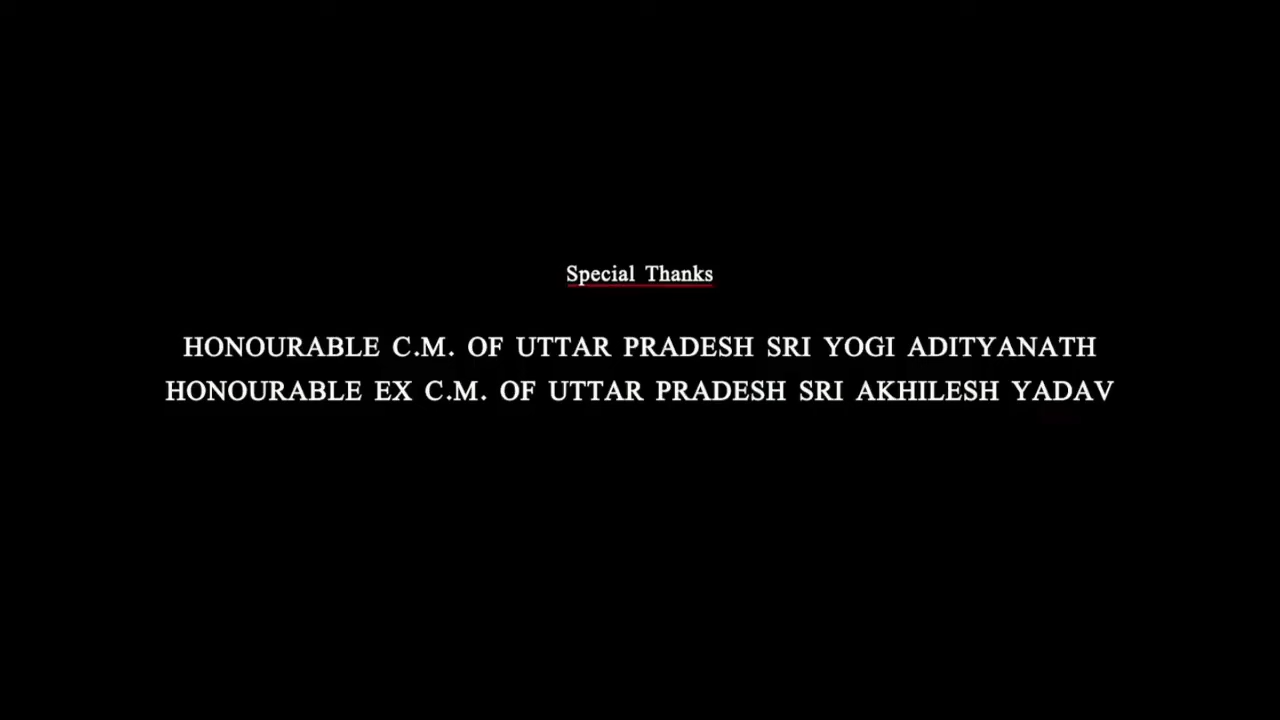 Special Thanks
HONOURABLE C.M. OF UTTAR PRADESH SRI YOGI ADITYANATH
HONOURABLE EX C.M. OF UTTAR PRADESH SRI AKHILESH YADAV